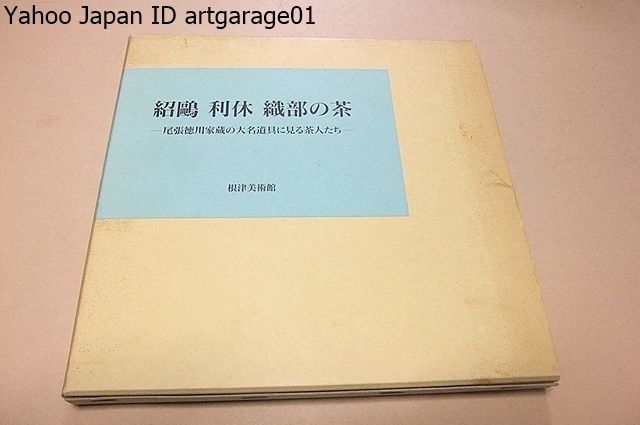 Yahoo Japan ID artgarage01
紹鷗 利休 織部の茶
―尾張徳川家蔵の大名道具に見る茶人たち―
根津美術館